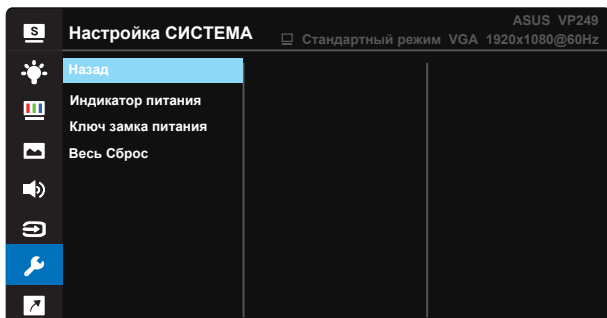 S
ASUS VP249
Настройка СИСТЕМА
Стандартный режим VGA 1920x1080@60Hz
Назад
Индикатор питания
Ключ замка питания
Весь Сброс